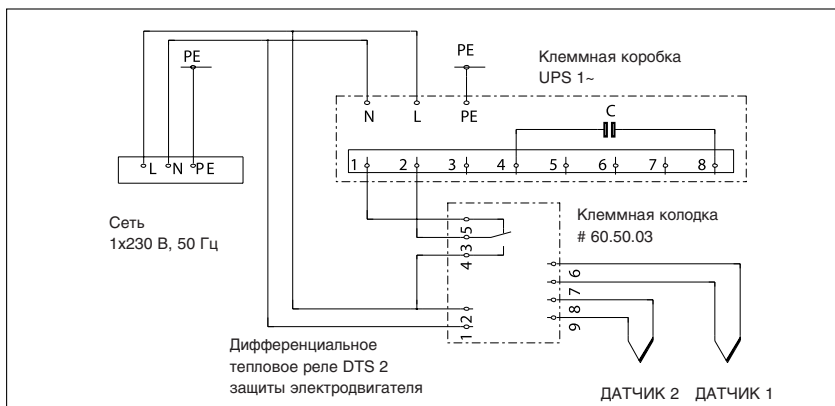 PE
PE
Клеммная коробка
UPS 1~
N L PE
C
1 2 3 4 5 6 7 8
L N PE
Сеть
1x230 В, 50 Гц
Клеммная колодка
# 60.50.03
5
3
4
6
7
8
9
2
1
Дифференциальное
тепловое реле DTS 2
защиты электродвигателя
ДАТЧИК 2 ДАТЧИК 1